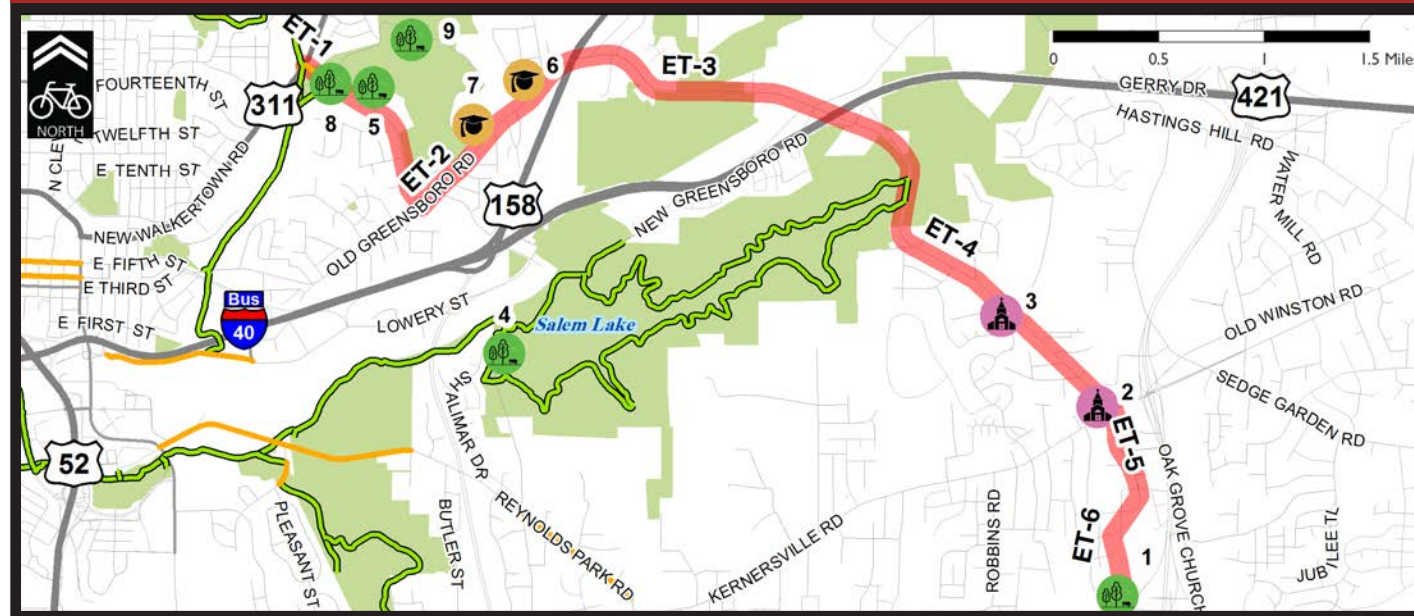 NORTH
ET-1
9
FOURTEENTH ST
311
8
5
7
6
ET-3
0
0.5
1
1.5 Miles
GERRY DR
421
HASTINGS HILL RD
TWELFTH ST
N CLE
E TENTH ST
ET-2
OLD GREENSBORO RD
158
NEW GREENSBORO RD
WATER MILL RD
NEW WALKERTOWN RD
E FIFTH ST
E THIRD ST
E FIRST ST
Bus
40
LOWERY ST
4
Salem Lake
ET-4
3
OLD WINSTON RD
2
SEDGE GARDEN RD
ET-5
52
HS
ALIMAR DR
REYNOLDS PARK RD
PLEASANT ST
BUTLER ST
KERNERSVILLE RD
ROBBINS RD
ET-6
1
OAK GROVE CHURCH